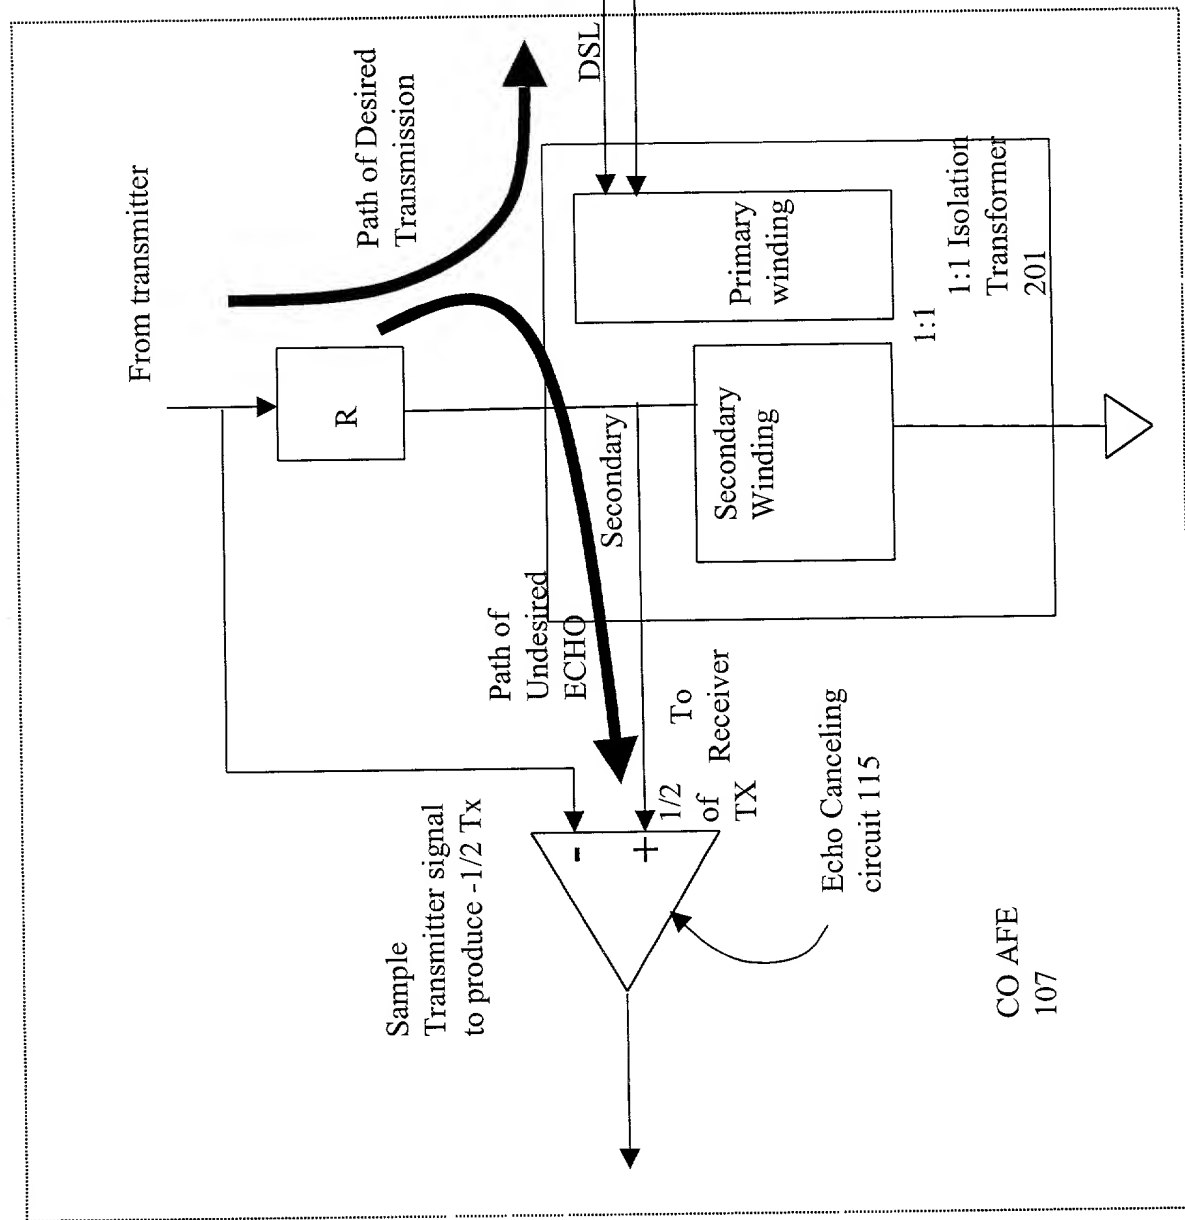 From transmitter
Path of Desired
Transmission
DSL
R
Primary
winding
1:1
1:1 Isolation
Transformer
201
Secondary
Secondary
Winding
Path of
Undesired
ECHO
To
Receiver
1/2
of
TX
-
+
Sample
Transmitter signal
to produce -1/2 Tx
Echo Canceling
circuit 115
CO AFE
107